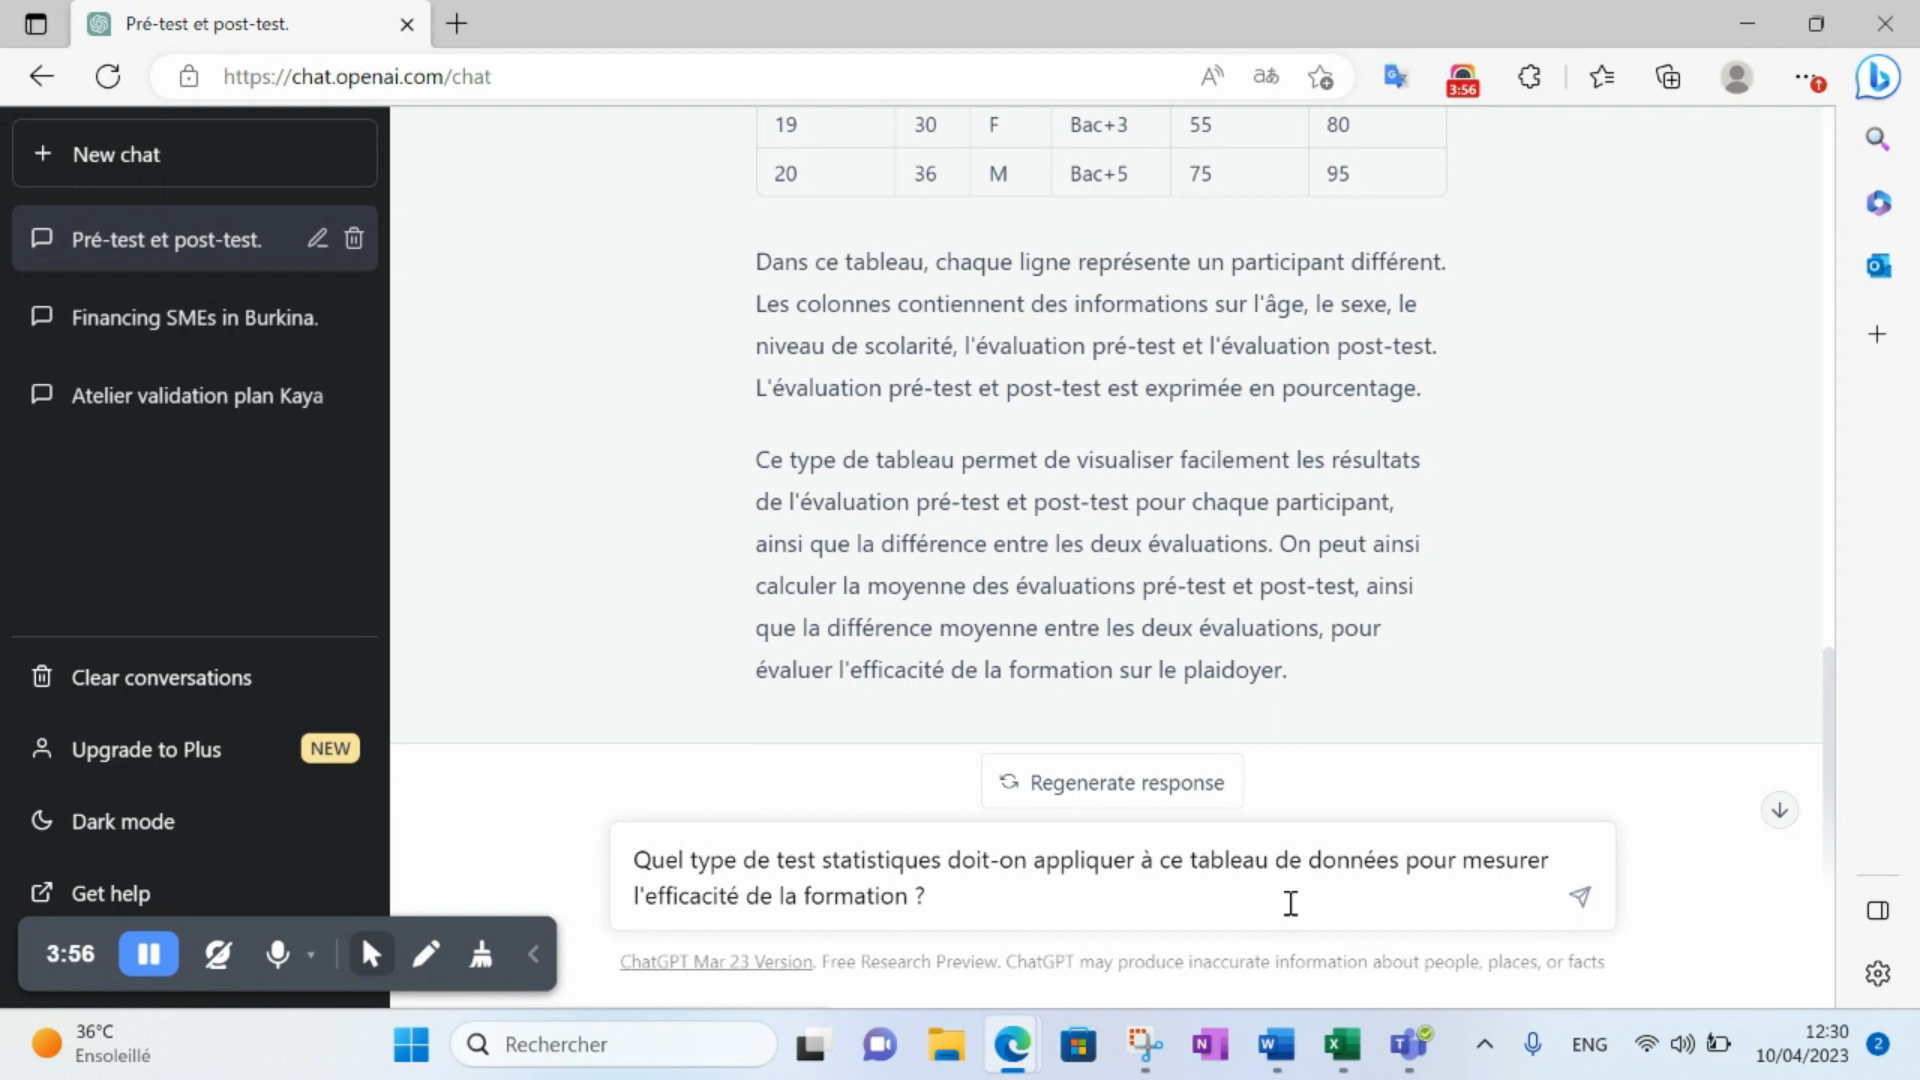 Pré-test et post-test.
https://chat.openai.com/chat
A
aあ
3:56
New chat
Pré-test et post-test.
Financing SMEs in Burkina.
Atelier validation plan Kaya
Clear conversations
Upgrade to Plus
NEW
Dark mode
Get help
19 30 F Bac+3 55 80
20 36 M Bac+5 75 95
Dans ce tableau, chaque ligne représente un participant différent.
Les colonnes contiennent des informations sur l'âge, le sexe, le
niveau de scolarité, l'évaluation pré-test et l'évaluation post-test.
L'évaluation pré-test et post-test est exprimée en pourcentage.
Ce type de tableau permet de visualiser facilement les résultats
de l'évaluation pré-test et post-test pour chaque participant,
ainsi que la différence entre les deux évaluations. On peut ainsi
calculer la moyenne des évaluations pré-test et post-test, ainsi
que la différence moyenne entre les deux évaluations, pour
évaluer l'efficacité de la formation sur le plaidoyer.
Regenerate response
Quel type de test statistiques doit-on appliquer à ce tableau de données pour mesurer
l'efficacité de la formation ?
ChatGPT Mar 23 Version. Free Research Preview. ChatGPT may produce inaccurate information about people, places, or facts
3:56
36°C
Ensoleillé
Rechercher
ENG
12:30
10/04/2023
2